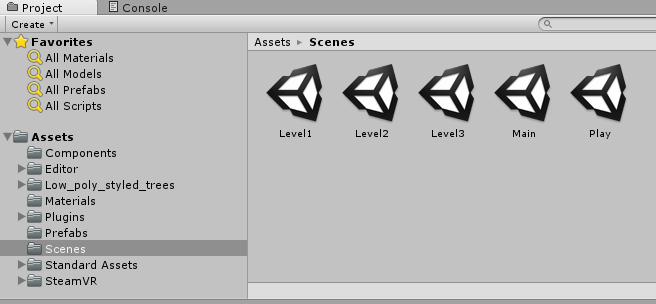 Project
Console
Create
Favorites
All Materials
All Models
All Prefabs
All Scripts
Assets
Components
Editor
Low_poly_styled_trees
Materials
Plugins
Prefabs
Scenes
Standard Assets
SteamVR
Assets ▸ Scenes
Level1
Level2
Level3
Main
Play